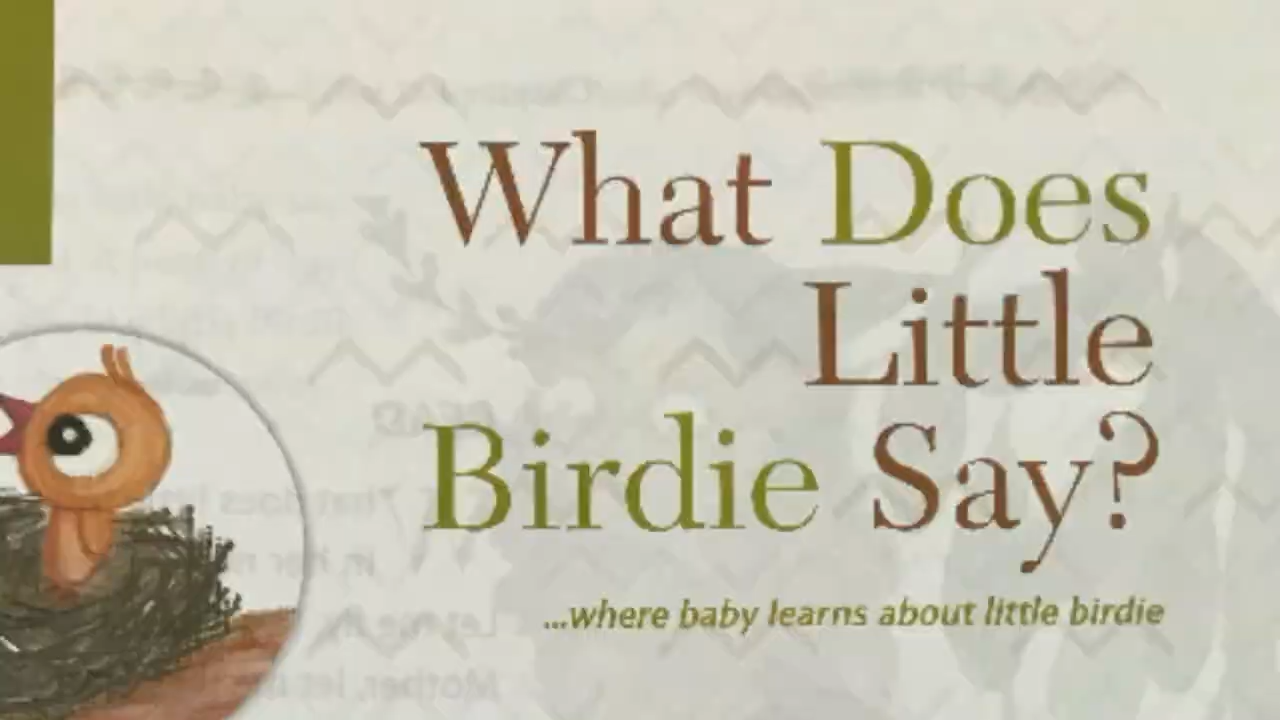 What Does
Little
Birdie Say?
...where baby learns about little birdie